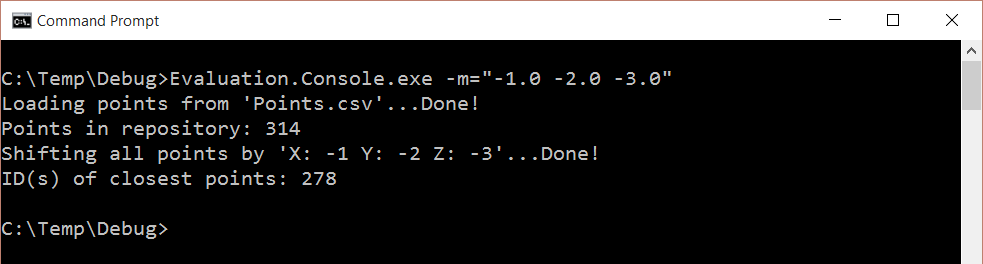 Command Prompt
C:\Temp\Debug>Evaluation.Console.exe -m="-1.0 -2.0 -3.0"
Loading points from 'Points.csv'...Done!
Points in repository: 314
Shifting all points by 'X: -1 Y: -2 Z: -3'...Done!
ID(s) of closest points: 278
C:\Temp\Debug>